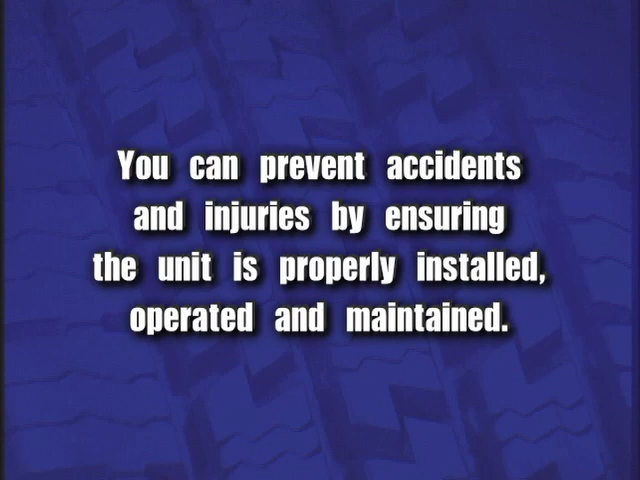 You can prevent accidents
and injuries by ensuring
the unit is properly installed,
operated and maintained.